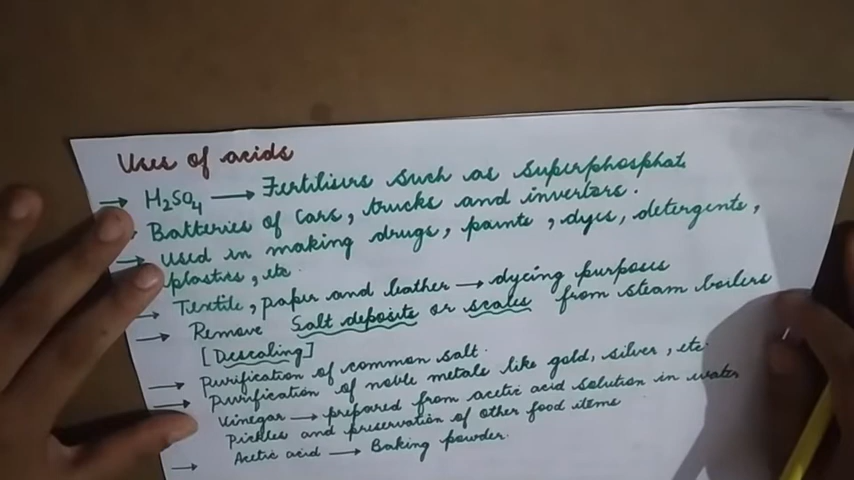 Uses of acids
→ H₂SO₄ → Fertilisers such as superphosphate
Batteries of cars, trucks and invertors.
→ Used in making drugs, paints, dyes, detergents,
plastics, etc.
→ Textile, paper and leather → dyeing purposes
→ Remove Salt deposits or scales from steam boilers
[Descaling]
→ Purification of common salt.
→ Purification of noble metals like gold, silver, etc.
Vinegar → prepared from acetic acid solution in water
Pickles and preservation of other food items
→ Acetic acid → Baking powder.